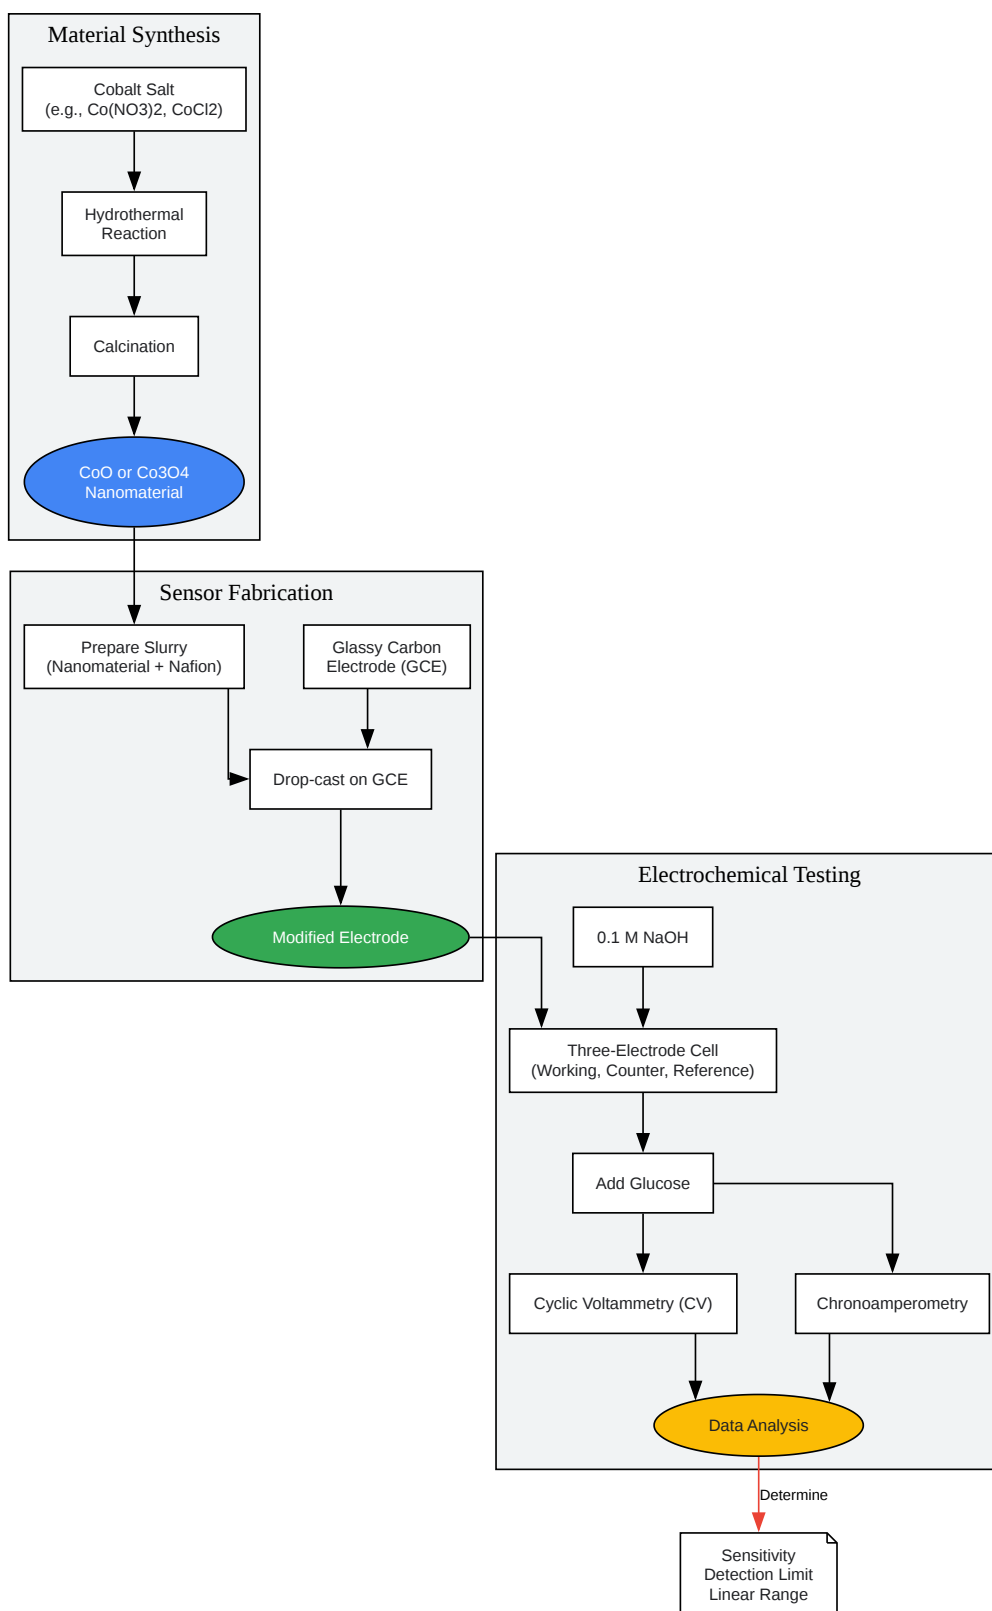 Material Synthesis
Cobalt Salt
(e.g., Co(NO3)2, CoCl2)
Hydrothermal
Reaction
Calcination
CoO or Co3O4
Nanomaterial
Sensor Fabrication
Prepare Slurry
(Nanomaterial + Nafion)
Glassy Carbon
Electrode (GCE)
Drop-cast on GCE
Modified Electrode
Electrochemical Testing
0.1 M NaOH
Three-Electrode Cell
(Working, Counter, Reference)
Add Glucose
Cyclic Voltammetry (CV)
Chronoamperometry
Data Analysis
Determine
Sensitivity
Detection Limit
Linear Range